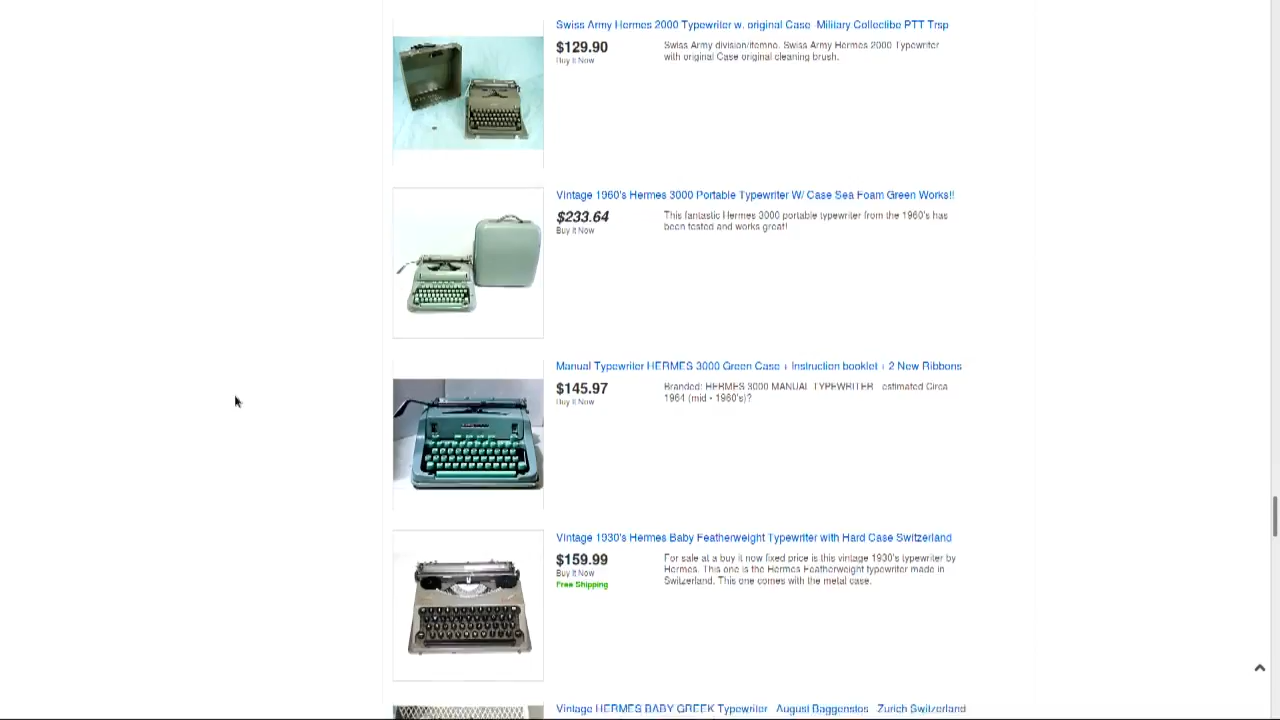 Swiss Army Hermes 2000 Typewriter w. original Case Military Collectibe PTT Trsp
$129.90
Buy It Now
Swiss Army division/itemno. Swiss Army Hermes 2000 Typewriter
with original Case original cleaning brush.
Vintage 1960's Hermes 3000 Portable Typewriter W/ Case Sea Foam Green Works!!
$233.64
Buy It Now
This fantastic Hermes 3000 portable typewriter from the 1960's has
been tested and works great!
Manual Typewriter HERMES 3000 Green Case + Instruction booklet + 2 New Ribbons
$145.97
Buy It Now
Branded: HERMES 3000 MANUAL TYPEWRITER estimated Circa
1964 (mid - 1960's)?
Vintage 1930's Hermes Baby Featherweight Typewriter with Hard Case Switzerland
$159.99
Buy It Now
Free Shipping
For sale at a buy it now fixed price is this vintage 1930's typewriter by
Hermes. This one is the Hermes Featherweight typewriter made in
Switzerland. This one comes with the metal case.
Vintage HERMES BABY GREEK Typewriter August Baggenstos Zurich Switzerland